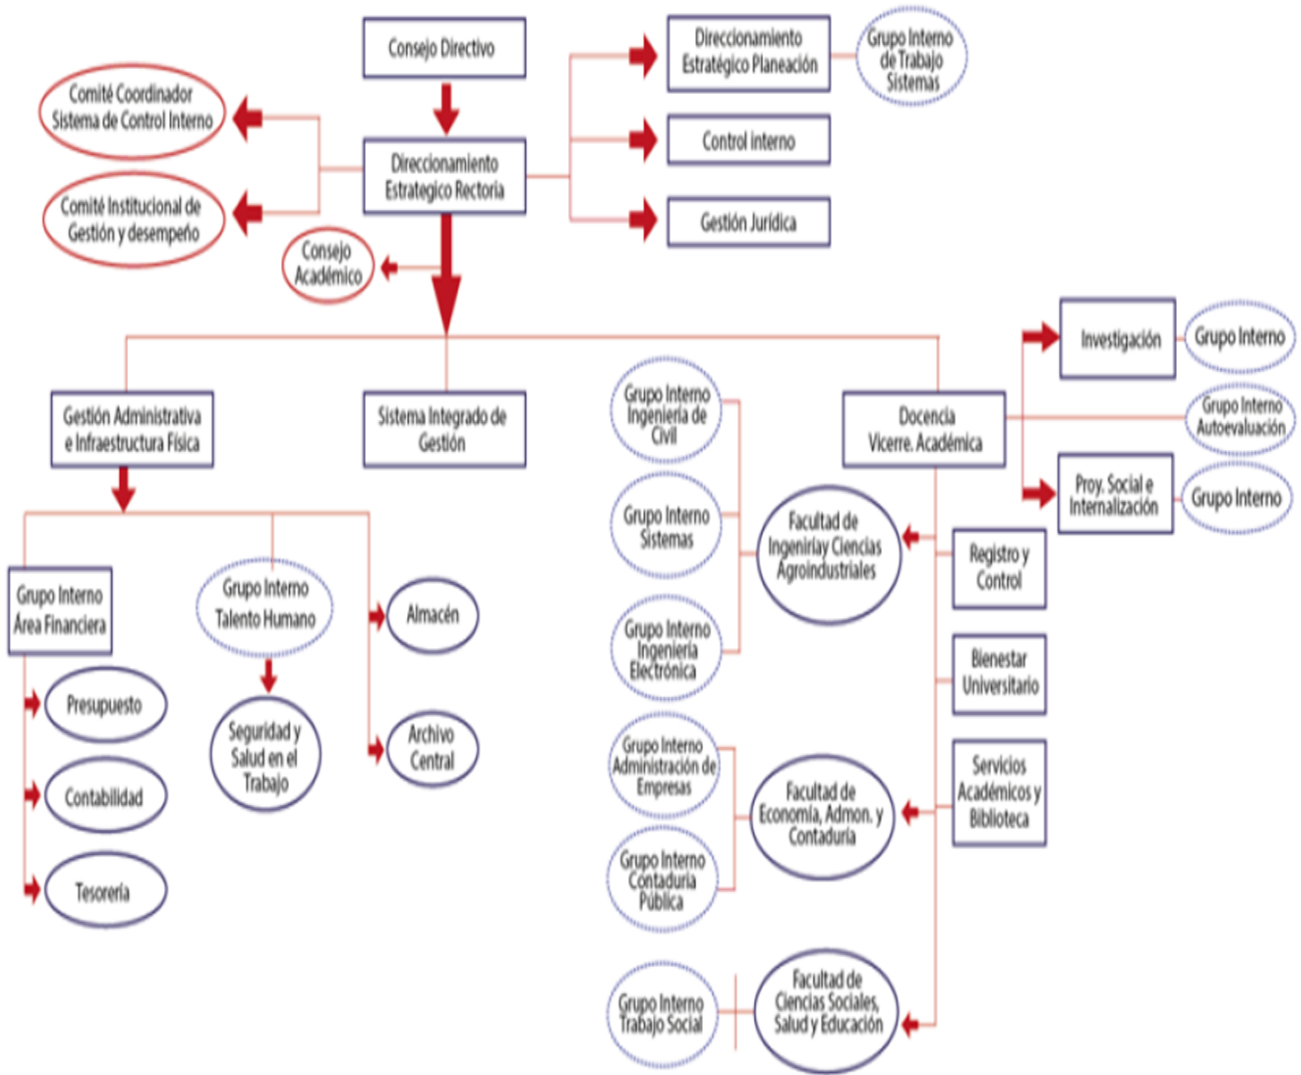 Consejo Directivo
Direccionamiento
Estrategico Rectoria
Comité Coordinador
Sistema de Control Interno
Comité Institucional de
Gestión y desempeño
Consejo
Académico
Direccionamiento
Estratégico Planeación
Grupo Interno
de Trabajo
Sistemas
Control interno
Gestión Jurídica
Gestión Administrativa
e Infraestructura Física
Sistema Integrado de
Gestión
Docencia
Vicerre. Académica
Investigación
Grupo Interno
Grupo Interno
Autoevaluación
Proy. Social e
Internalización
Grupo Interno
Grupo Interno
Área Financiera
Presupuesto
Contabilidad
Tesorería
Grupo Interno
Talento Humano
Seguridad y
Salud en el
Trabajo
Almacén
Archivo
Central
Grupo Interno
Ingeniería de
Civil
Grupo Interno
Sistemas
Grupo Interno
Ingeniería
Electrónica
Facultad de
Ingeniríay Ciencias
Agroindustriales
Registro y
Control
Bienestar
Universitario
Servicios
Académicos y
Biblioteca
Grupo Interno
Administración de
Empresas
Grupo Interno
Contaduría
Pública
Facultad de
Economía, Admon. y
Contaduría
Grupo Interno
Trabajo Social
Facultad de
Ciencias Sociales,
Salud y Educación